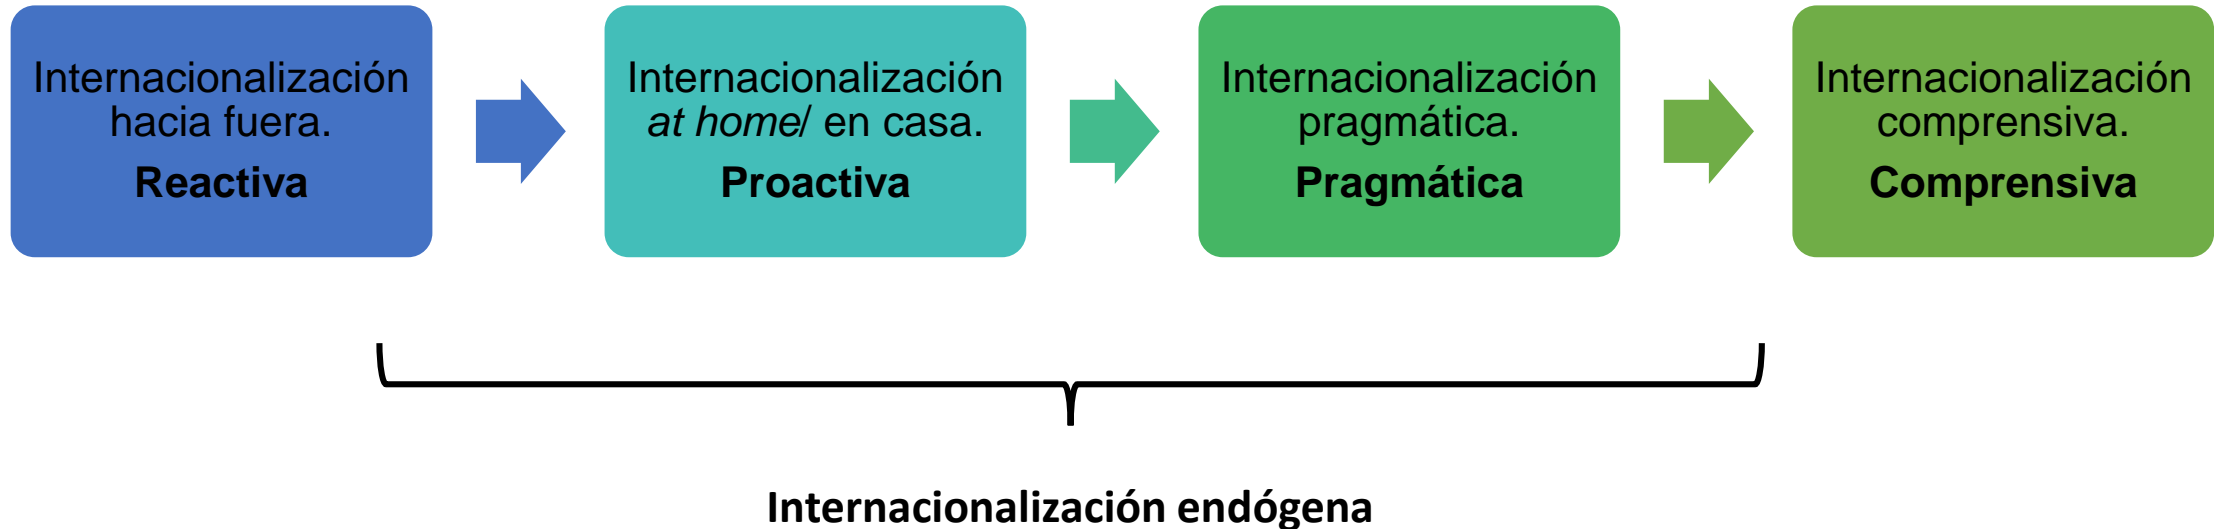 Internacionalización
hacia fuera.
Reactiva
Internacionalización
at home/ en casa.
Proactiva
Internacionalización
pragmática.
Pragmática
Internacionalización
comprensiva.
Comprensiva
Internacionalización endógena